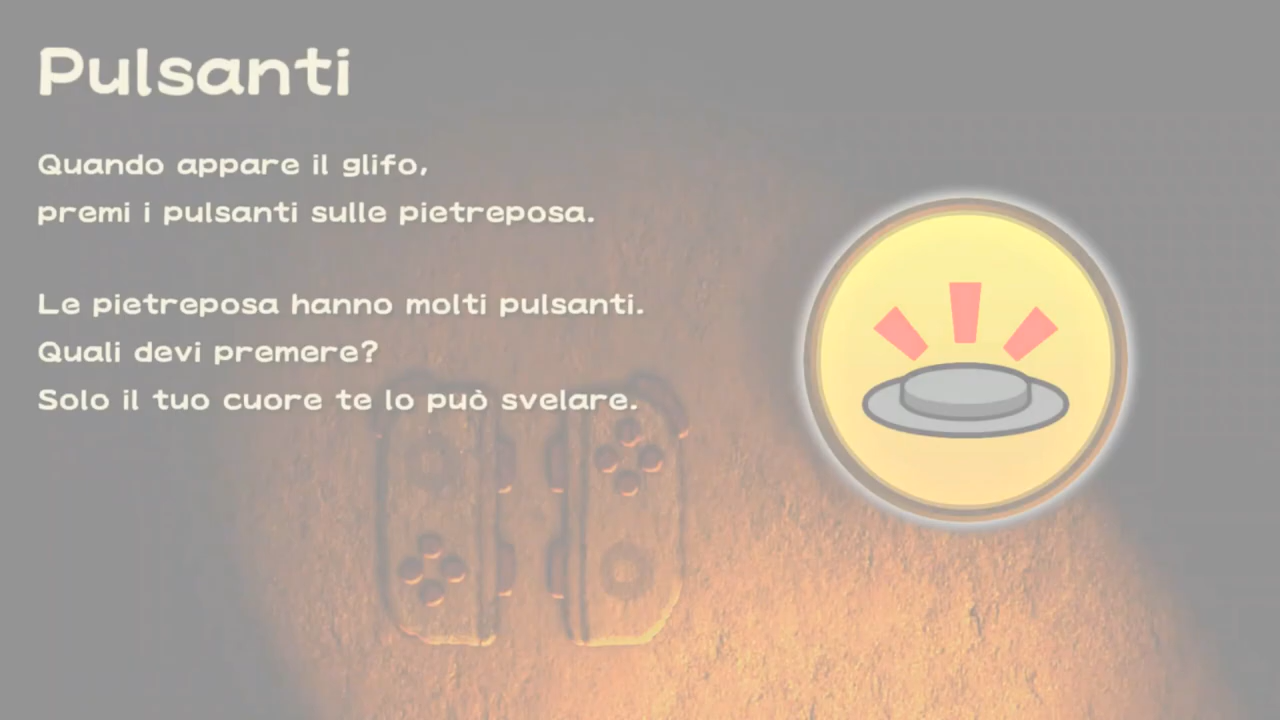 Pulsanti
Quando appare il glifo,
premi i pulsanti sulle pietreposa.
Le pietreposa hanno molti pulsanti.
Quali devi premere?
Solo il tuo cuore te lo può svelare.